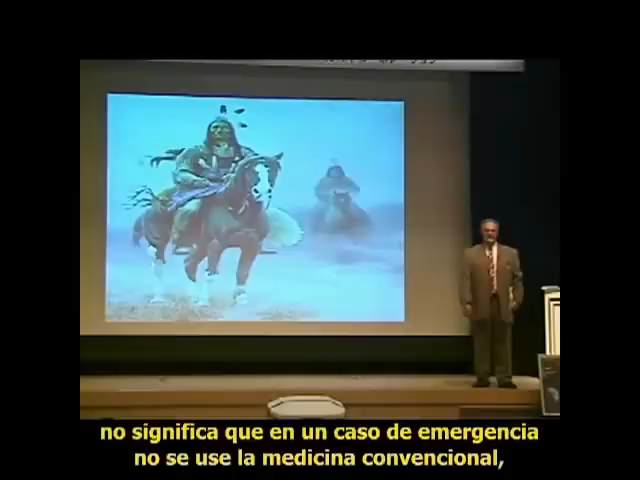 no significa que en un caso de emergencia
no se use la medicina convencional,